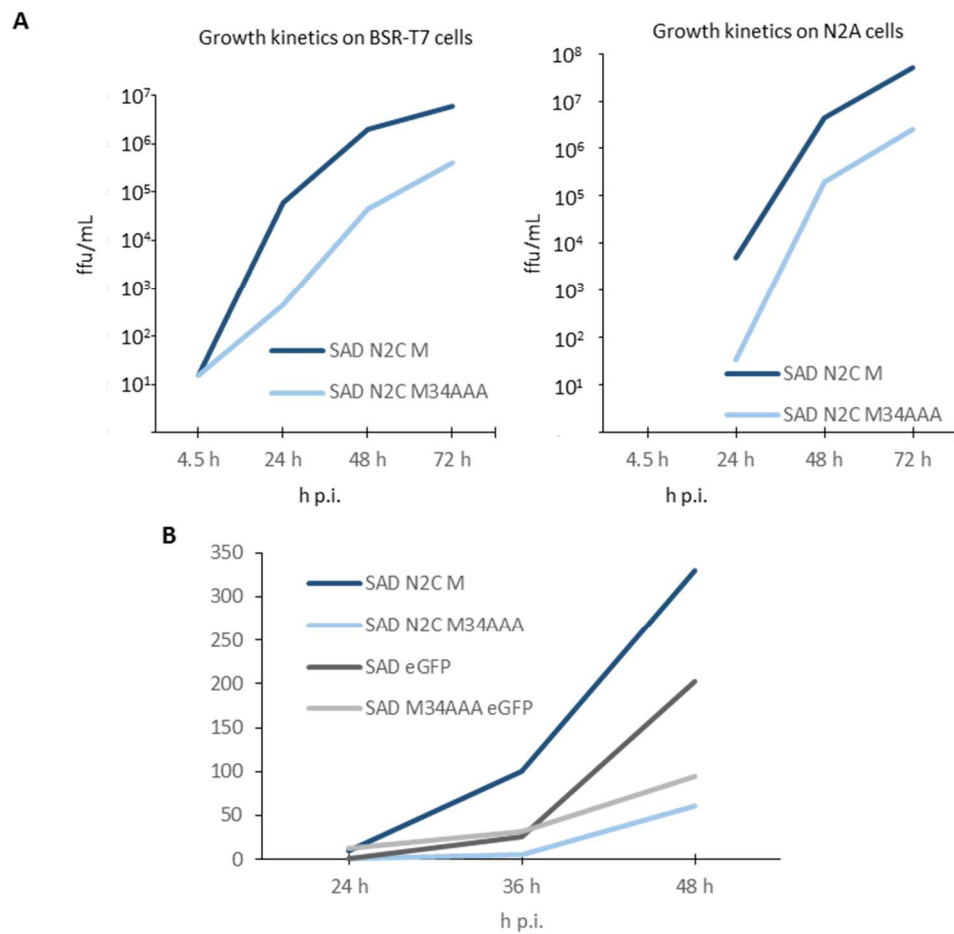 A
Growth kinetics on BSR-T7 cells
ffu/mL
10⁷
10⁶
10⁵
10⁴
10³
10²
10¹
SAD N2C M
SAD N2C M34AAA
4.5 h 24 h 48 h 72 h
h p.i.
Growth kinetics on N2A cells
ffu/mL
10⁸
10⁷
10⁶
10⁵
10⁴
10³
10²
10¹
SAD N2C M
SAD N2C M34AAA
4.5 h 24 h 48 h 72 h
h p.i.
B
350
300
250
200
150
100
50
0
SAD N2C M
SAD N2C M34AAA
SAD eGFP
SAD M34AAA eGFP
24 h 36 h 48 h
h p.i.